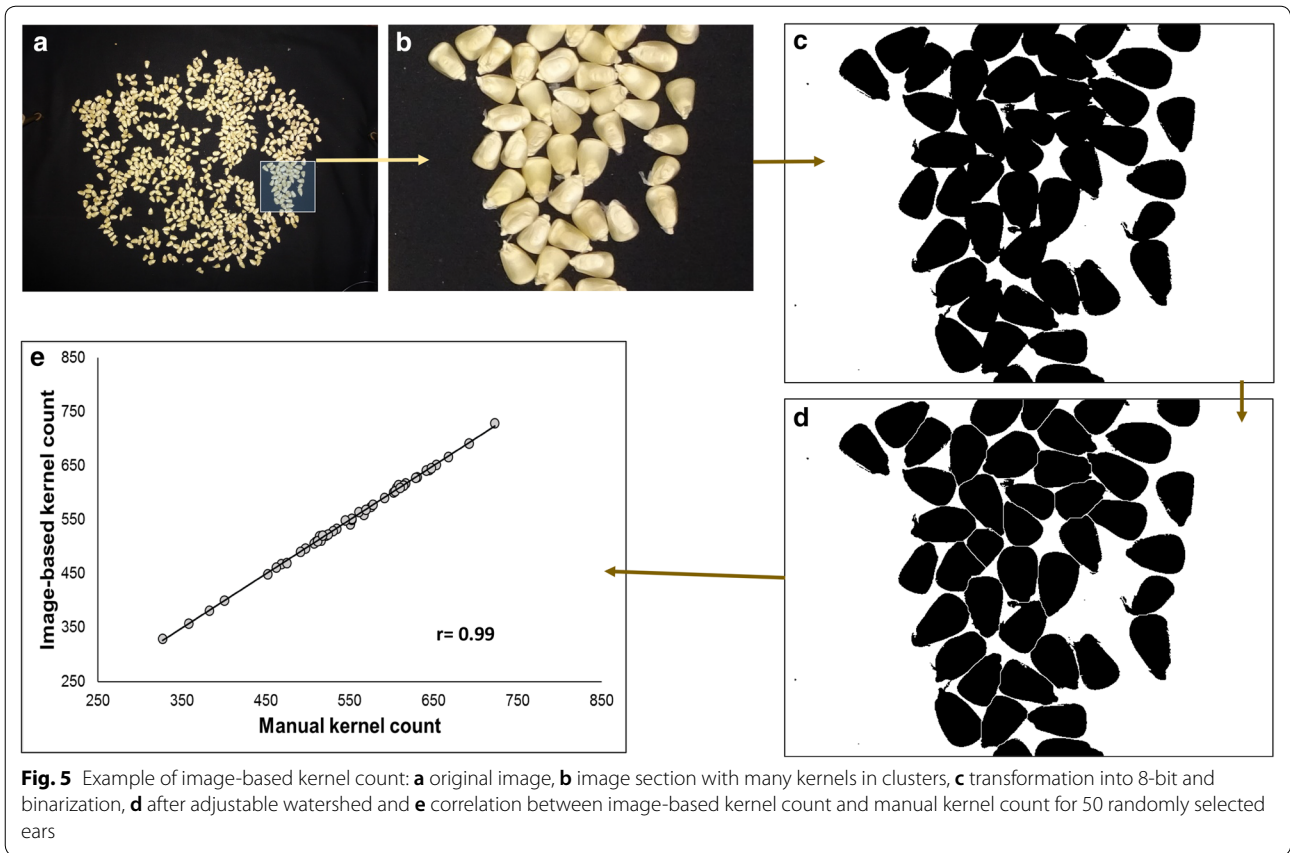 a
b
c
d
e
850
750
650
550
450
350
250
Image-based kernel count
r= 0.99
250 350 450 550 650 750 850
Manual kernel count
Fig. 5 Example of image-based kernel count: a original image, b image section with many kernels in clusters, c transformation into 8-bit and
binarization, d after adjustable watershed and e correlation between image-based kernel count and manual kernel count for 50 randomly selected
ears